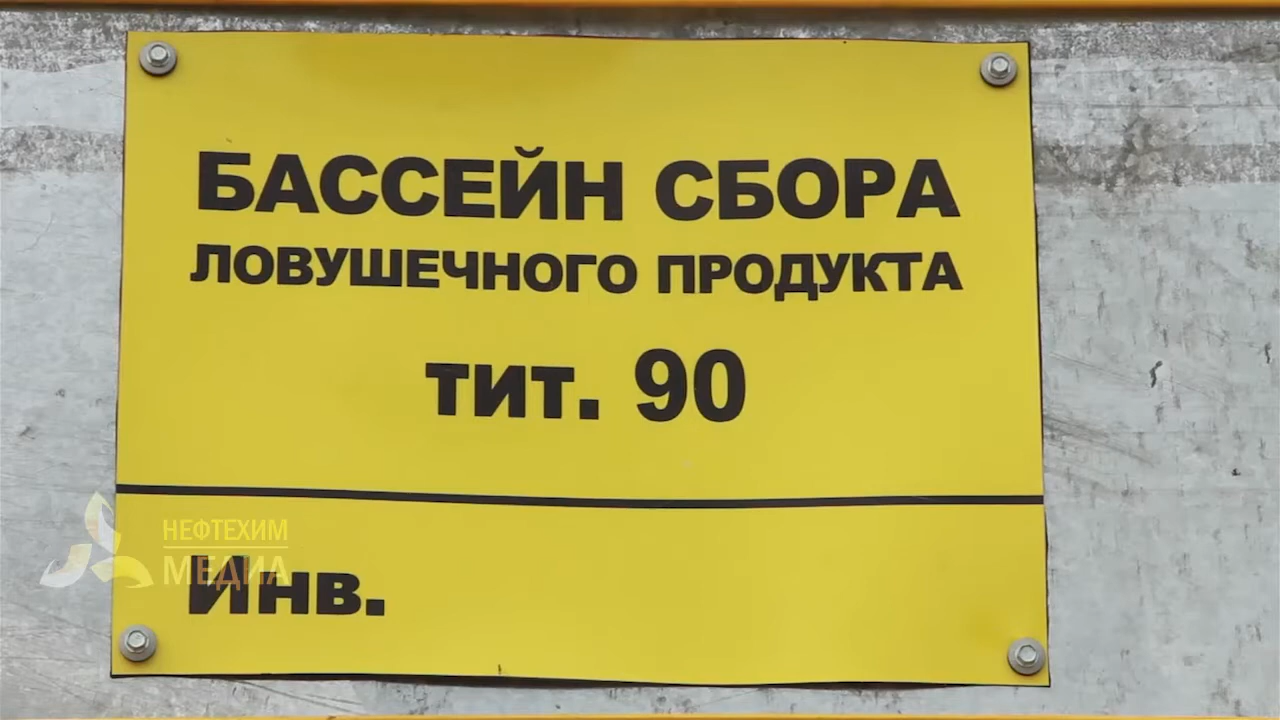 БАССЕЙН СБОРА
ЛОВУШЕЧНОГО ПРОДУКТА
тит. 90
НЕФТЕХИМ
МЕДИА
Инв.